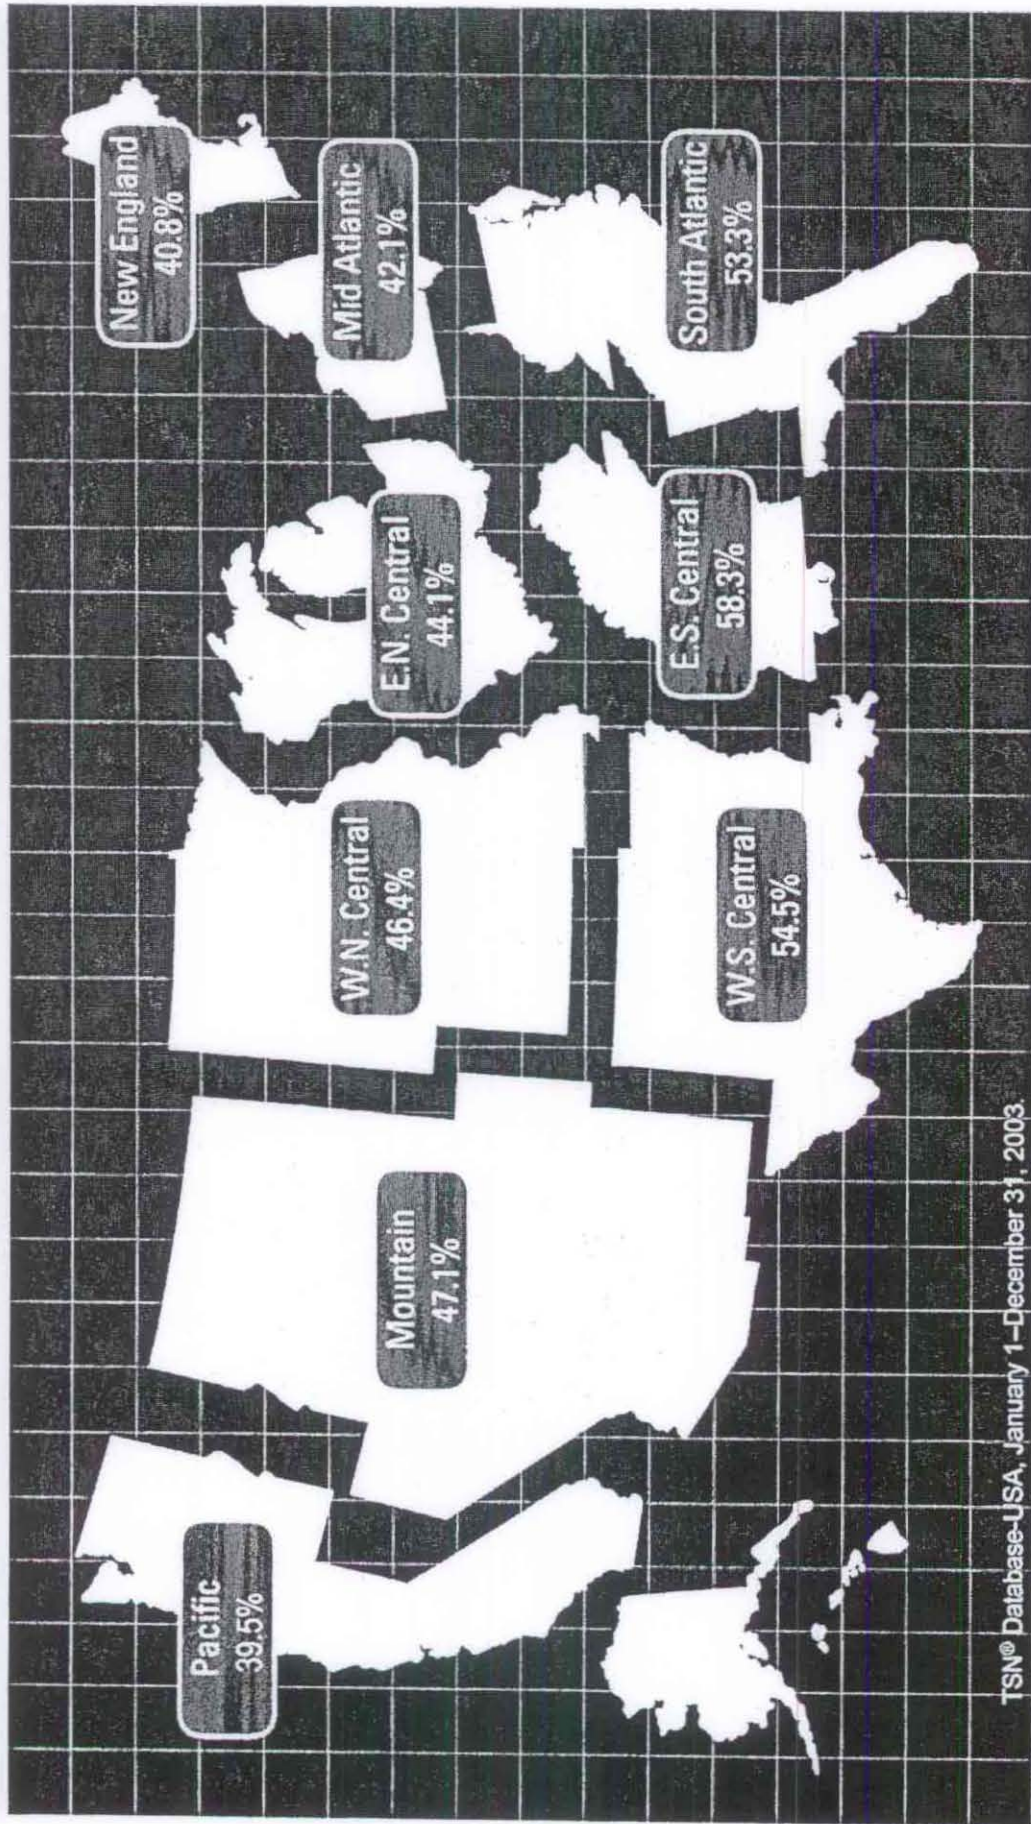 Pacific
39.5%
Mountain
47.1%
W.N. Central
46.4%
W.S. Central
54.5%
E.N. Central
44.1%
E.S. Central
58.3%
New England
40.8%
Mid Atlantic
42.1%
South Atlantic
53.3%
TSN® Database-USA, January 1–December 31, 2003.